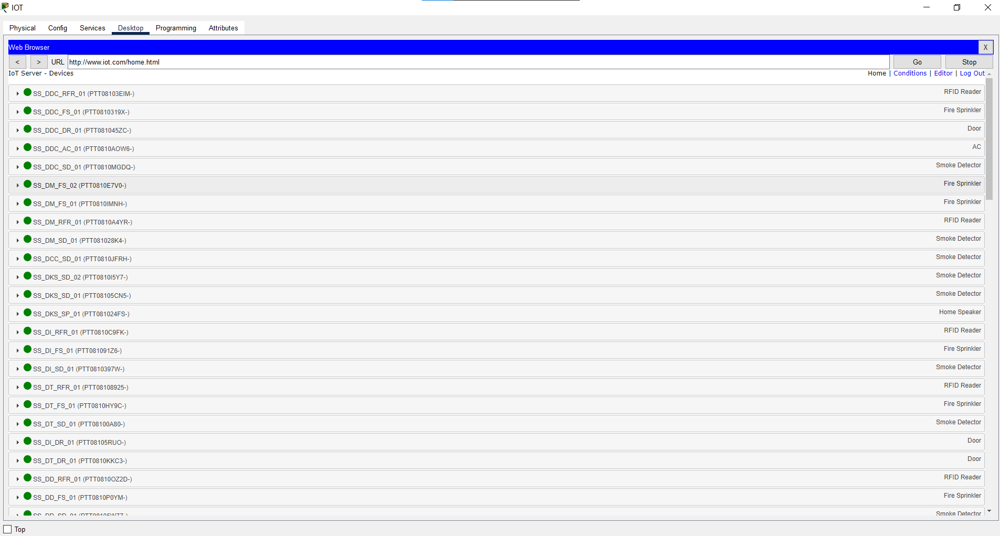 IOT
Physical Config Services Desktop Programming Attributes
Web Browser X
< > URL http://www.iot.com/home.html Go Stop
IoT Server - Devices Home | Conditions | Editor | Log Out
SS_DDC_RFR_01 (PTT08103EIM-) RFID Reader
SS_DDC_FS_01 (PTT0810319X-) Fire Sprinkler
SS_DDC_DR_01 (PTT081045ZC-) Door
SS_DDC_AC_01 (PTT0810AOW6-) AC
SS_DDC_SD_01 (PTT0810MGDQ-) Smoke Detector
SS_DM_FS_02 (PTT0810E7V0-) Fire Sprinkler
SS_DM_FS_01 (PTT0810IMNH-) Fire Sprinkler
SS_DM_RFR_01 (PTT0810A4YR-) RFID Reader
SS_DM_SD_01 (PTT081028K4-) Smoke Detector
SS_DCC_SD_01 (PTT0810JFRH-) Smoke Detector
SS_DKS_SD_02 (PTT0810I5Y7-) Smoke Detector
SS_DKS_SD_01 (PTT08105CN5-) Smoke Detector
SS_DKS_SP_01 (PTT081024FS-) Home Speaker
SS_DI_RFR_01 (PTT0810C9FK-) RFID Reader
SS_DI_FS_01 (PTT081091Z6-) Fire Sprinkler
SS_DI_SD_01 (PTT0810397W-) Smoke Detector
SS_DT_RFR_01 (PTT08108925-) RFID Reader
SS_DT_FS_01 (PTT0810HY9C-) Fire Sprinkler
SS_DT_SD_01 (PTT08100A80-) Smoke Detector
SS_DI_DR_01 (PTT08105RUO-) Door
SS_DT_DR_01 (PTT0810KKC3-) Door
SS_DD_RFR_01 (PTT0810OZ2D-) RFID Reader
SS_DD_FS_01 (PTT0810P0YM-) Fire Sprinkler
SS_DD_SD_01 Smoke Detector
Top